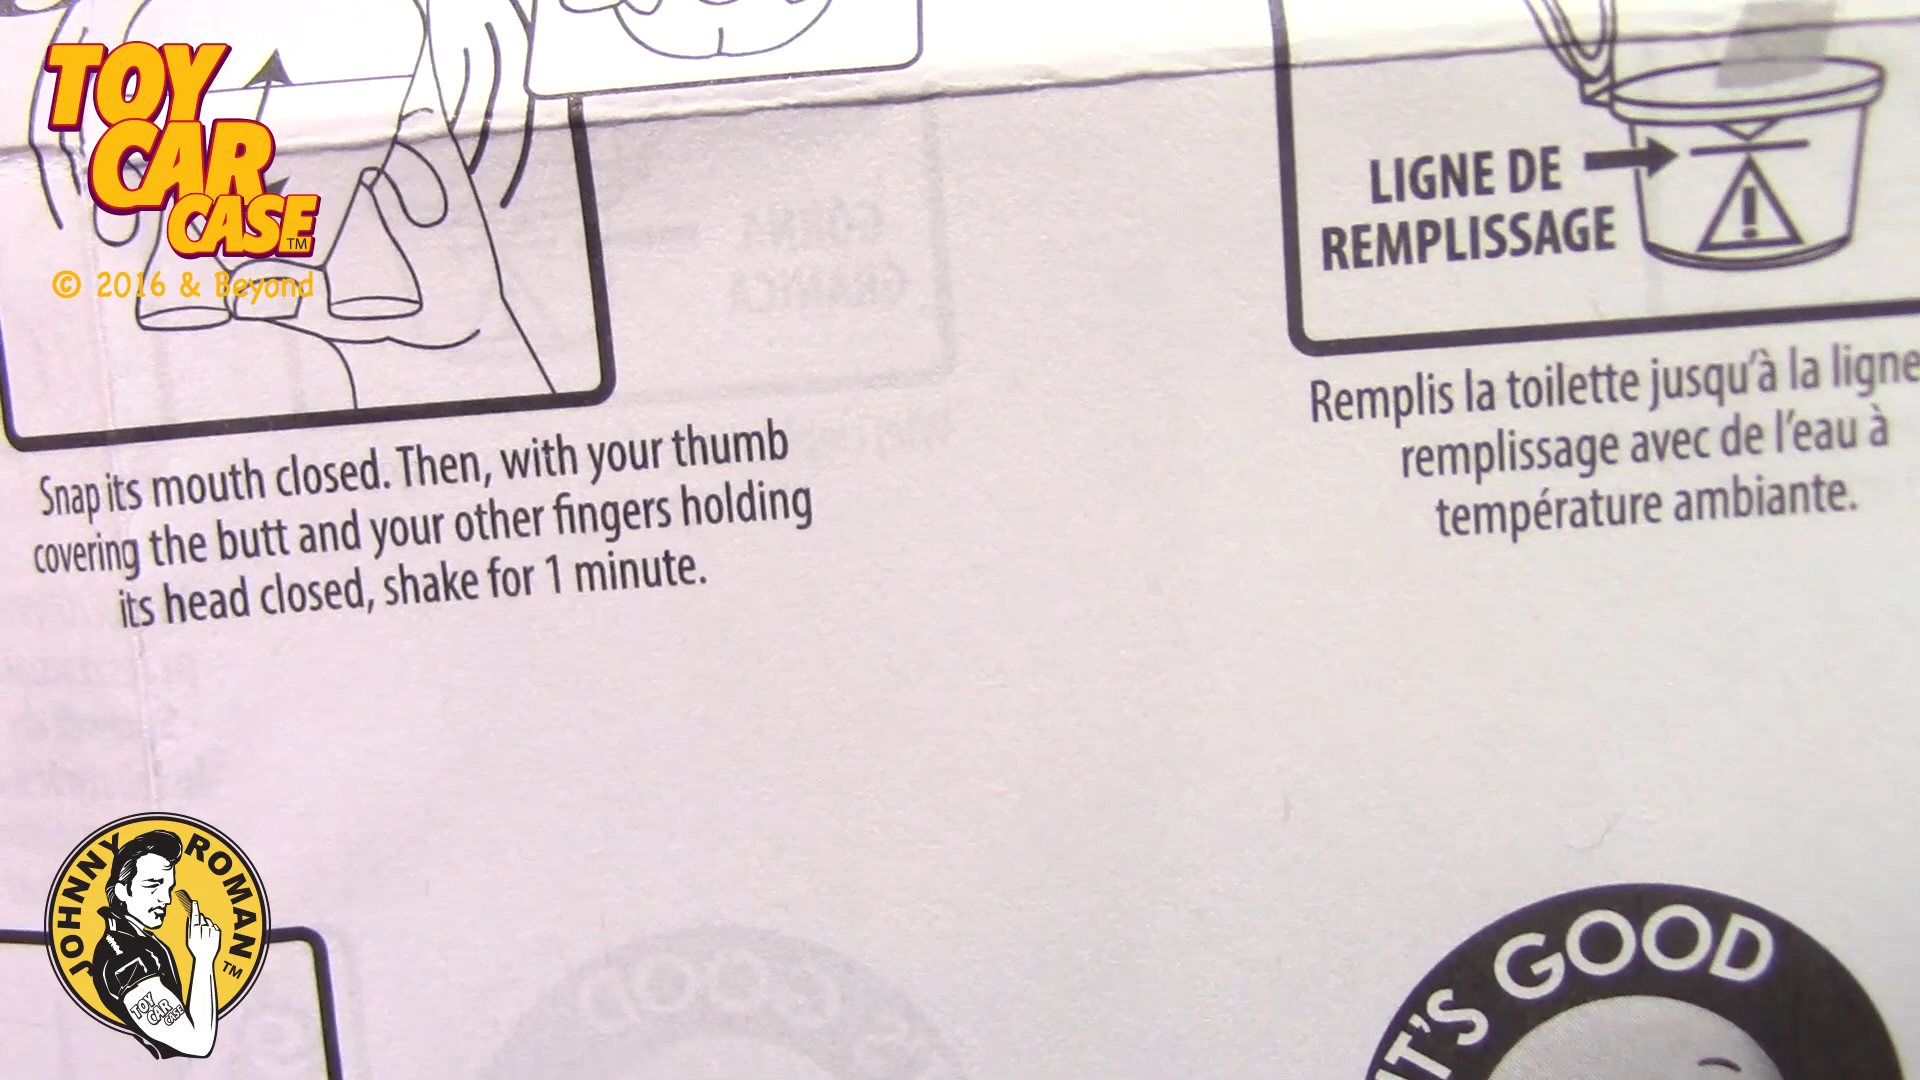 TOY
CAR
CASE
TM
© 2016 & Beyond
LIGNE DE
REMPLISSAGE
!
Remplis la toilette jusqu'à la ligne
remplissage avec de l'eau à
température ambiante.
Snap its mouth closed. Then, with your thumb
covering the butt and your other fingers holding
its head closed, shake for 1 minute.
JOHNNY ROMAN
TM
TOY
CAR
CASE
IT'S GOOD